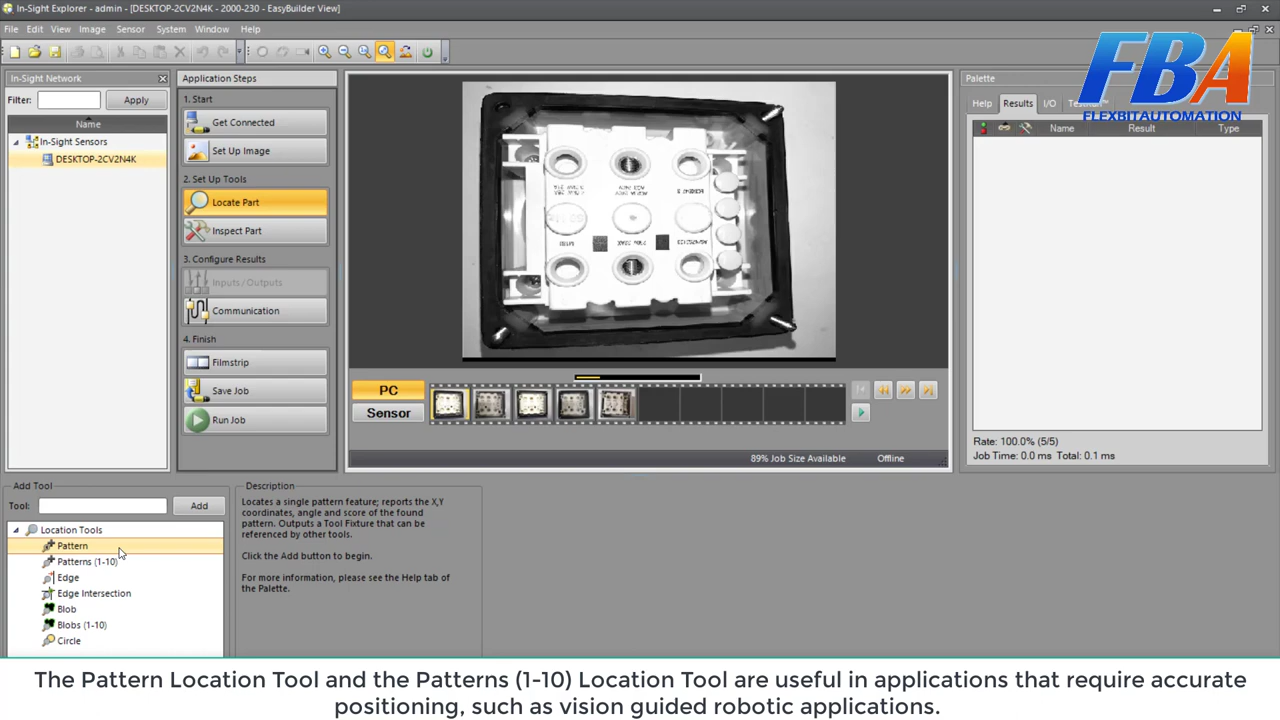 In-Sight Explorer - admin - [DESKTOP-2CV2N4K - 2000-230 - EasyBuilder View]
File Edit View Image Sensor System Window Help
FBA
FLEXBITAUTOMATION
In-Sight Network
Filter: Apply
Name
In-Sight Sensors
DESKTOP-2CV2N4K
Application Steps
1. Start
Get Connected
Set Up Image
2. Set Up Tools
Locate Part
Inspect Part
3. Configure Results
Inputs / Outputs
Communication
4. Finish
Filmstrip
Save Job
Run Job
PC
Sensor
89% Job Size Available Offline
Palette
Help Results I/O
Name Result Type
Rate: 100.0% (5/5)
Job Time: 0.0 ms Total: 0.1 ms
Add Tool
Tool: Add
Location Tools
Pattern
Patterns (1-10)
Edge
Edge Intersection
Blob
Blobs (1-10)
Circle
Description
Locates a single pattern feature; reports the X,Y
coordinates, angle and score of the found
pattern. Outputs a Tool Fixture that can be
referenced by other tools.
Click the Add button to begin.
For more information, please see the Help tab of
the Palette.
The Pattern Location Tool and the Patterns (1-10) Location Tool are useful in applications that require accurate
positioning, such as vision guided robotic applications.